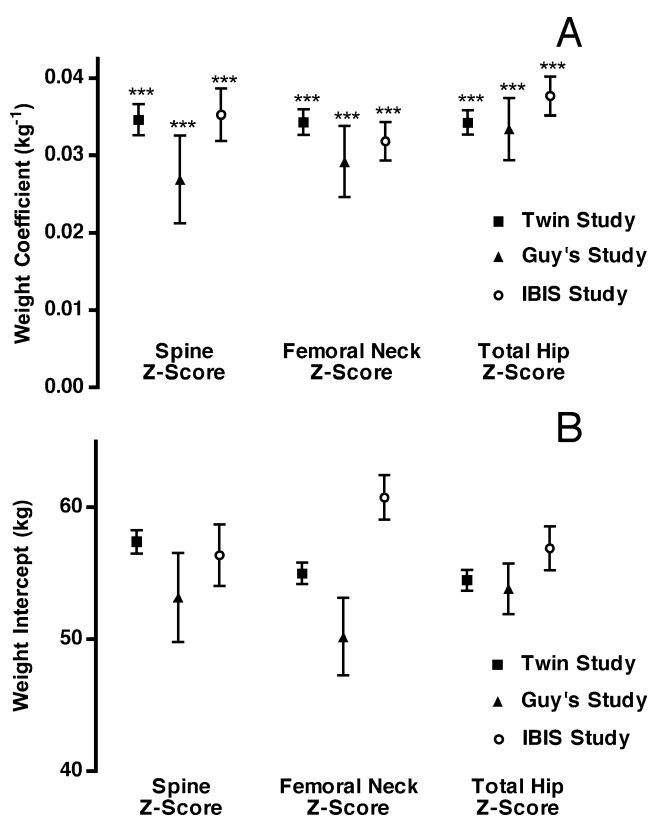 A
0.04
0.03
0.02
0.01
0.00
Weight Coefficient (kg⁻¹)
*** *** ***
*** *** ***
*** *** ***
Twin Study
Guy's Study
IBIS Study
Spine
Z-Score
Femoral Neck
Z-Score
Total Hip
Z-Score
B
60
50
40
Weight Intercept (kg)
Twin Study
Guy's Study
IBIS Study
Spine
Z-Score
Femoral Neck
Z-Score
Total Hip
Z-Score